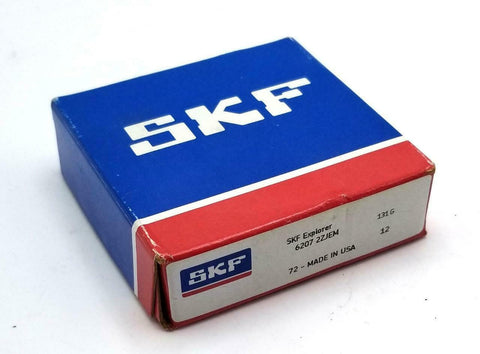 SKF
SKF
SKF Explorer
6207 2ZJEM
72 - MADE IN USA
131G
12